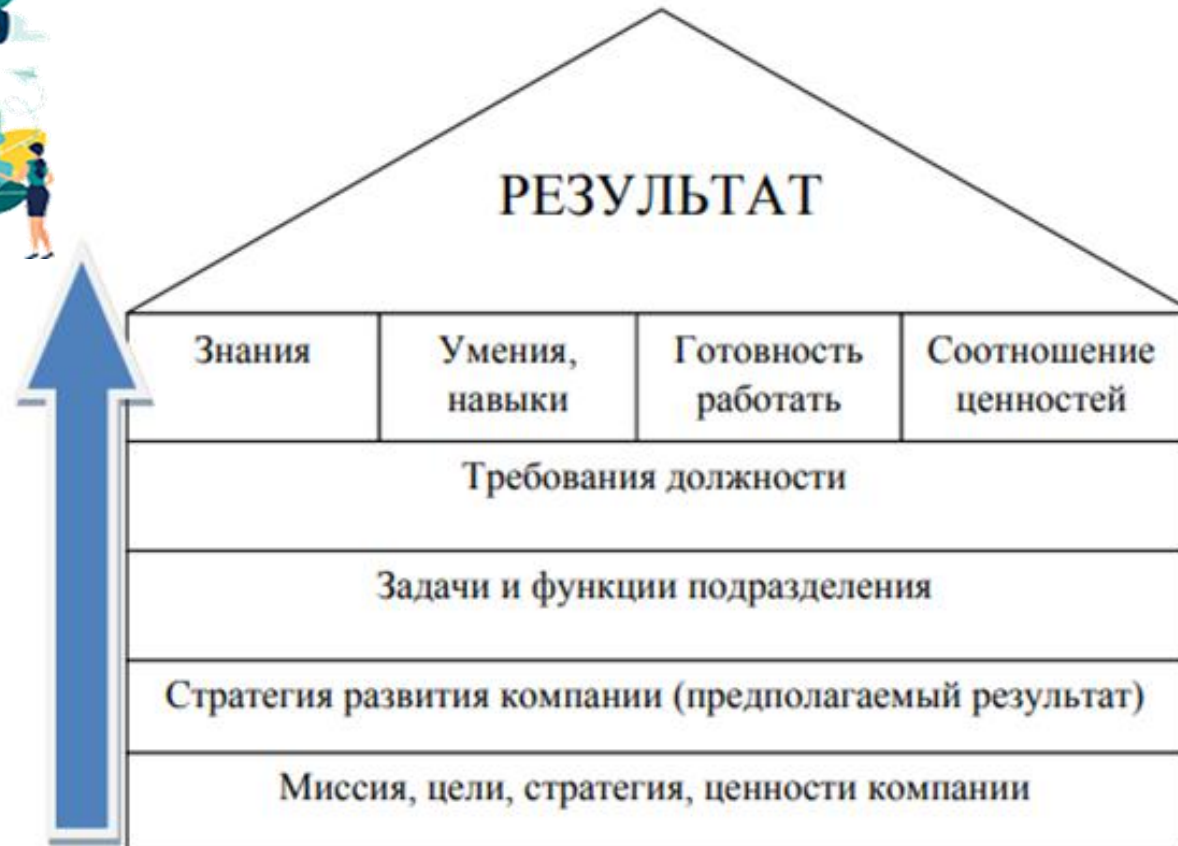 РЕЗУЛЬТАТ
Знания
Умения,
навыки
Готовность
работать
Соотношение
ценностей
Требования должности
Задачи и функции подразделения
Стратегия развития компании (предполагаемый результат)
Миссия, цели, стратегия, ценности компании